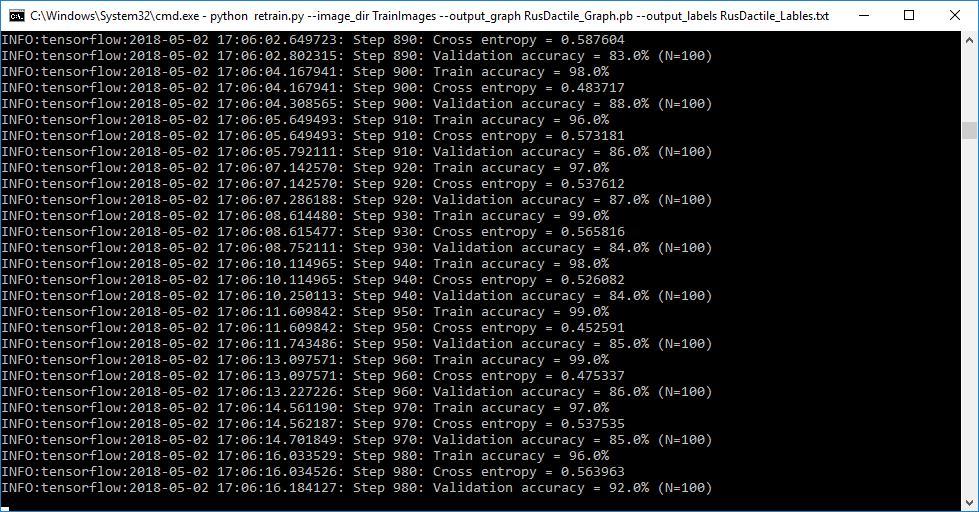 C:\Windows\System32\cmd.exe - python  retrain.py --image_dir TrainImages --output_graph RusDactile_Graph.pb --output_labels RusDactile_Lables.txt
INFO:tensorflow:2018-05-02 17:06:02.649723: Step 890: Cross entropy = 0.587604
INFO:tensorflow:2018-05-02 17:06:02.802315: Step 890: Validation accuracy = 83.0% (N=100)
INFO:tensorflow:2018-05-02 17:06:04.167941: Step 900: Train accuracy = 98.0%
INFO:tensorflow:2018-05-02 17:06:04.167941: Step 900: Cross entropy = 0.483717
INFO:tensorflow:2018-05-02 17:06:04.308565: Step 900: Validation accuracy = 88.0% (N=100)
INFO:tensorflow:2018-05-02 17:06:05.649493: Step 910: Train accuracy = 96.0%
INFO:tensorflow:2018-05-02 17:06:05.649493: Step 910: Cross entropy = 0.573181
INFO:tensorflow:2018-05-02 17:06:05.792111: Step 910: Validation accuracy = 86.0% (N=100)
INFO:tensorflow:2018-05-02 17:06:07.142570: Step 920: Train accuracy = 97.0%
INFO:tensorflow:2018-05-02 17:06:07.142570: Step 920: Cross entropy = 0.537612
INFO:tensorflow:2018-05-02 17:06:07.286188: Step 920: Validation accuracy = 87.0% (N=100)
INFO:tensorflow:2018-05-02 17:06:08.614480: Step 930: Train accuracy = 99.0%
INFO:tensorflow:2018-05-02 17:06:08.615477: Step 930: Cross entropy = 0.565816
INFO:tensorflow:2018-05-02 17:06:08.752111: Step 930: Validation accuracy = 84.0% (N=100)
INFO:tensorflow:2018-05-02 17:06:10.114965: Step 940: Train accuracy = 98.0%
INFO:tensorflow:2018-05-02 17:06:10.114965: Step 940: Cross entropy = 0.526082
INFO:tensorflow:2018-05-02 17:06:10.250113: Step 940: Validation accuracy = 84.0% (N=100)
INFO:tensorflow:2018-05-02 17:06:11.609842: Step 950: Train accuracy = 99.0%
INFO:tensorflow:2018-05-02 17:06:11.609842: Step 950: Cross entropy = 0.452591
INFO:tensorflow:2018-05-02 17:06:11.743486: Step 950: Validation accuracy = 85.0% (N=100)
INFO:tensorflow:2018-05-02 17:06:13.097571: Step 960: Train accuracy = 99.0%
INFO:tensorflow:2018-05-02 17:06:13.097571: Step 960: Cross entropy = 0.475337
INFO:tensorflow:2018-05-02 17:06:13.227226: Step 960: Validation accuracy = 86.0% (N=100)
INFO:tensorflow:2018-05-02 17:06:14.561190: Step 970: Train accuracy = 97.0%
INFO:tensorflow:2018-05-02 17:06:14.562187: Step 970: Cross entropy = 0.537535
INFO:tensorflow:2018-05-02 17:06:14.701849: Step 970: Validation accuracy = 85.0% (N=100)
INFO:tensorflow:2018-05-02 17:06:16.033529: Step 980: Train accuracy = 96.0%
INFO:tensorflow:2018-05-02 17:06:16.034526: Step 980: Cross entropy = 0.563963
INFO:tensorflow:2018-05-02 17:06:16.184127: Step 980: Validation accuracy = 92.0% (N=100)